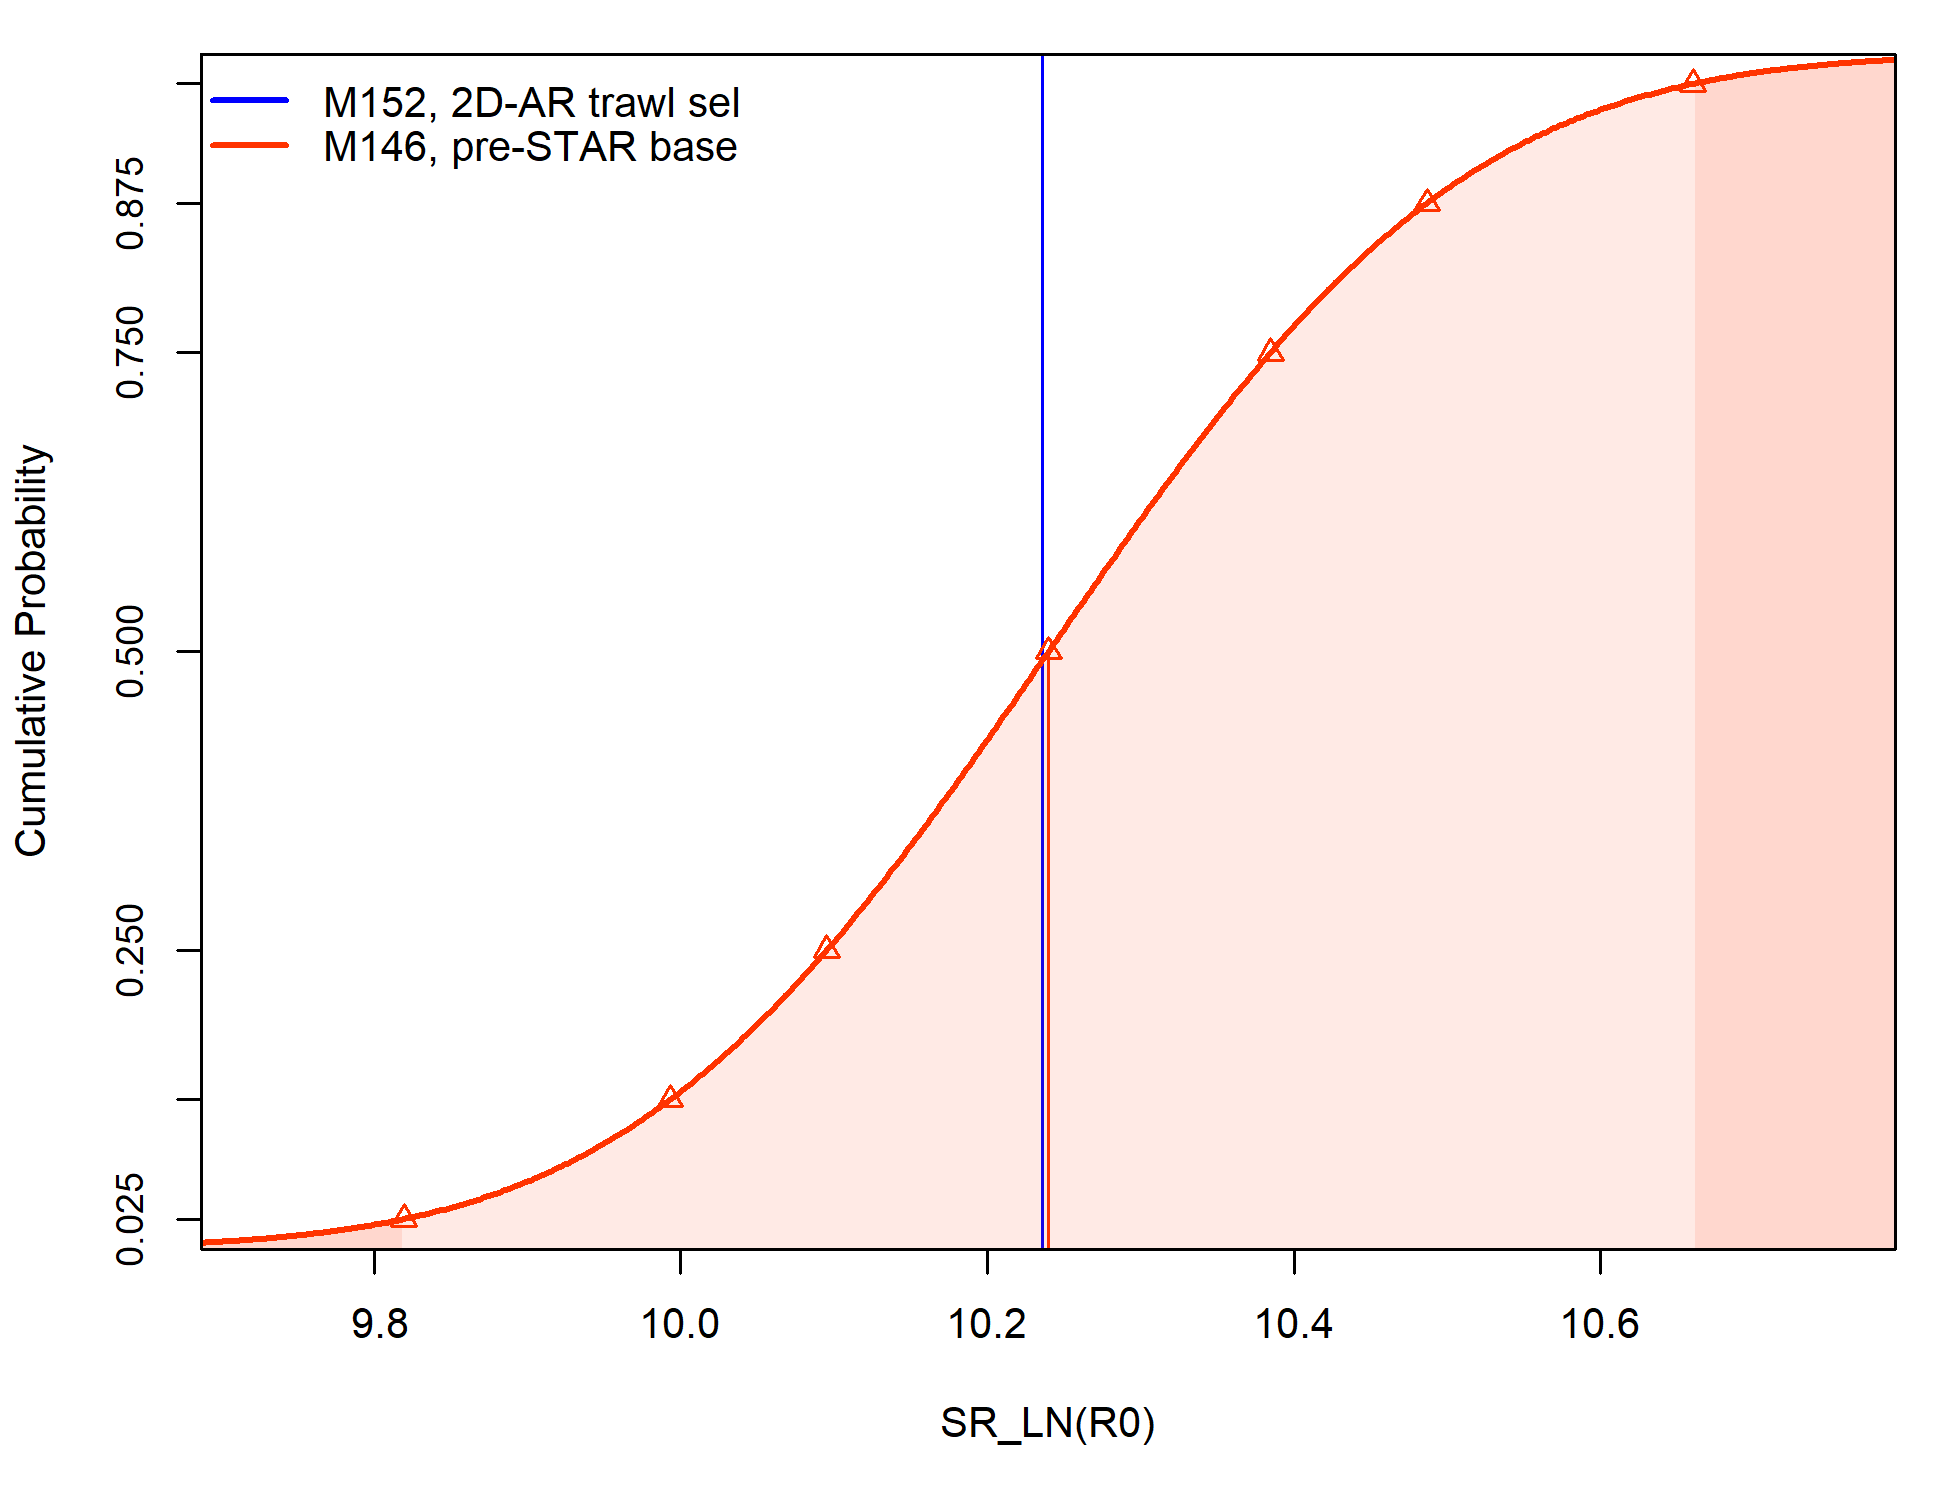 M152, 2D-AR trawl sel
M146, pre-STAR base
Cumulative Probability
0.875
0.750
0.500
0.250
0.025
9.8 10.0 10.2 10.4 10.6
SR_LN(R0)